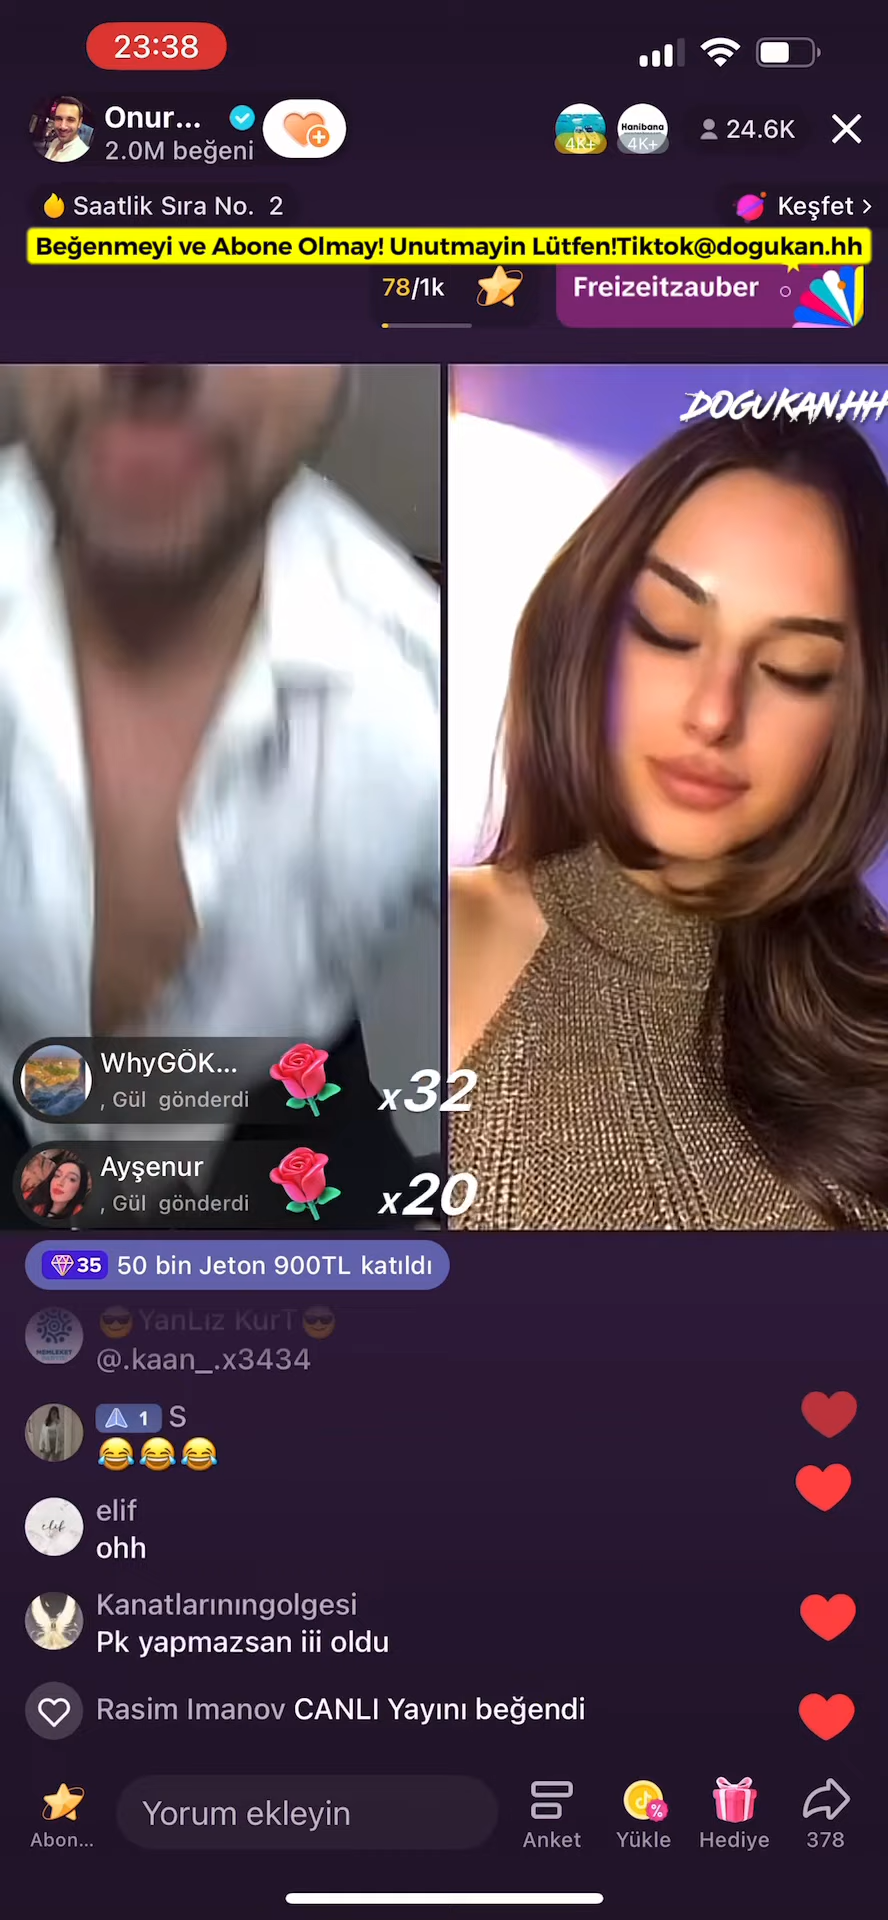 23:38
Onur...
2.0M beğeni
4K+
Hanibana
4K+
24.6K
Saatlik Sıra No. 2
Keşfet
Beğenmeyi ve Abone Olmay! Unutmayin Lütfen!Tiktok@dogukan.hh
78/1k
Freizeitzauber
DOGUKAN.HH
WhyGÖK...
, Gül gönderdi
x32
Ayşenur
, Gül gönderdi
x20
35 50 bin Jeton 900TL katıldı
YanLız KurT
@.kaan_.x3434
1 S
😂😂😂
elif
ohh
Kanatlarınıngolgesi
Pk yapmazsan iii oldu
Rasim Imanov CANLI Yayını beğendi
Abon...
Yorum ekleyin
Anket
Yükle
Hediye
378